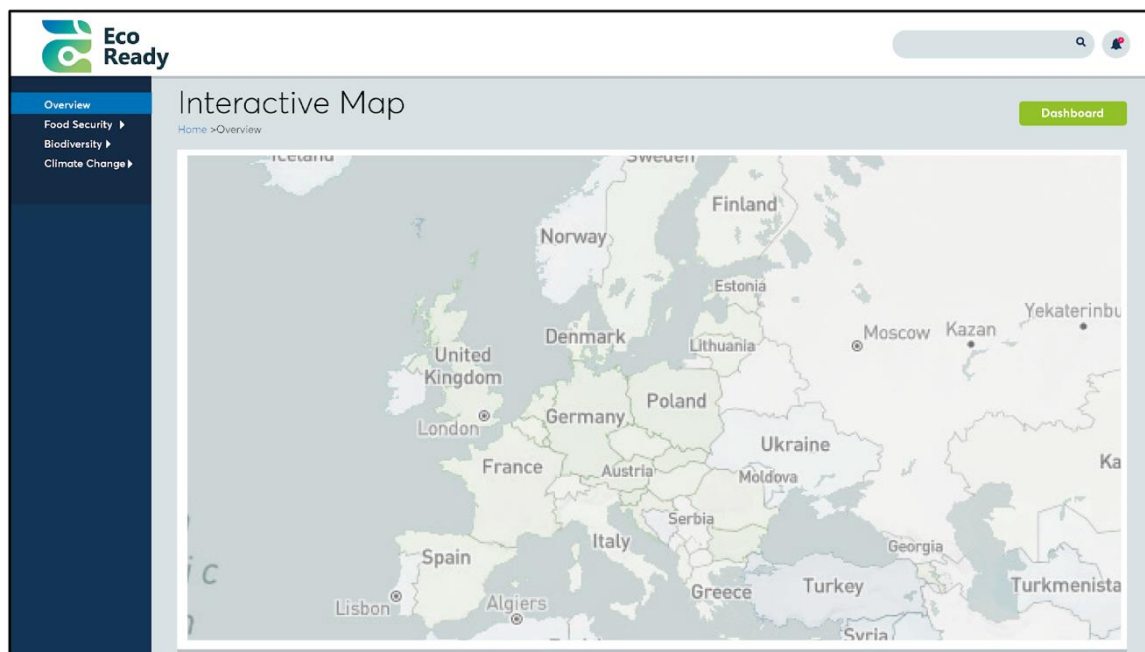 Eco
Ready
Overview
Food Security
Biodiversity
Climate Change
Interactive Map
Home >Overview
Dashboard
Iceland
Sweden
Finland
Norway
Estonia
Yekaterinbu
Moscow
Kazan
Denmark
Lithuania
United
Kingdom
Poland
Germany
London
Ukraine
France
Austria
Moldova
Ka
Serbia
Italy
Georgia
Spain
c
Turkey
Turkmenista
Greece
Lisbon
Algiers
Syria